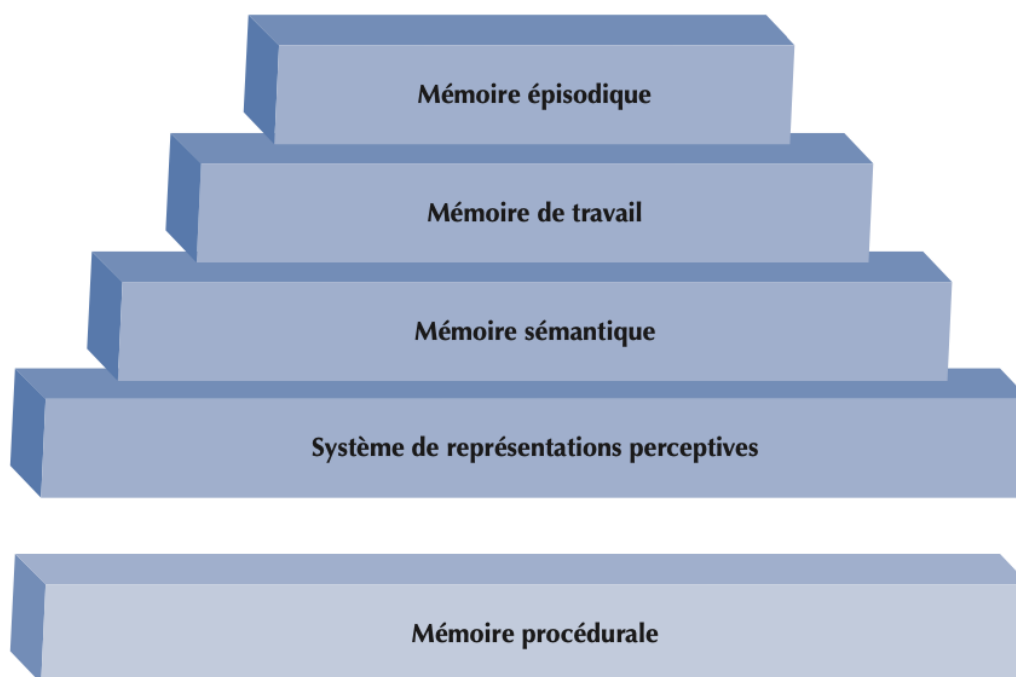 Mémoire épisodique
Mémoire de travail
Mémoire sémantique
Système de représentations perceptives
Mémoire procédurale